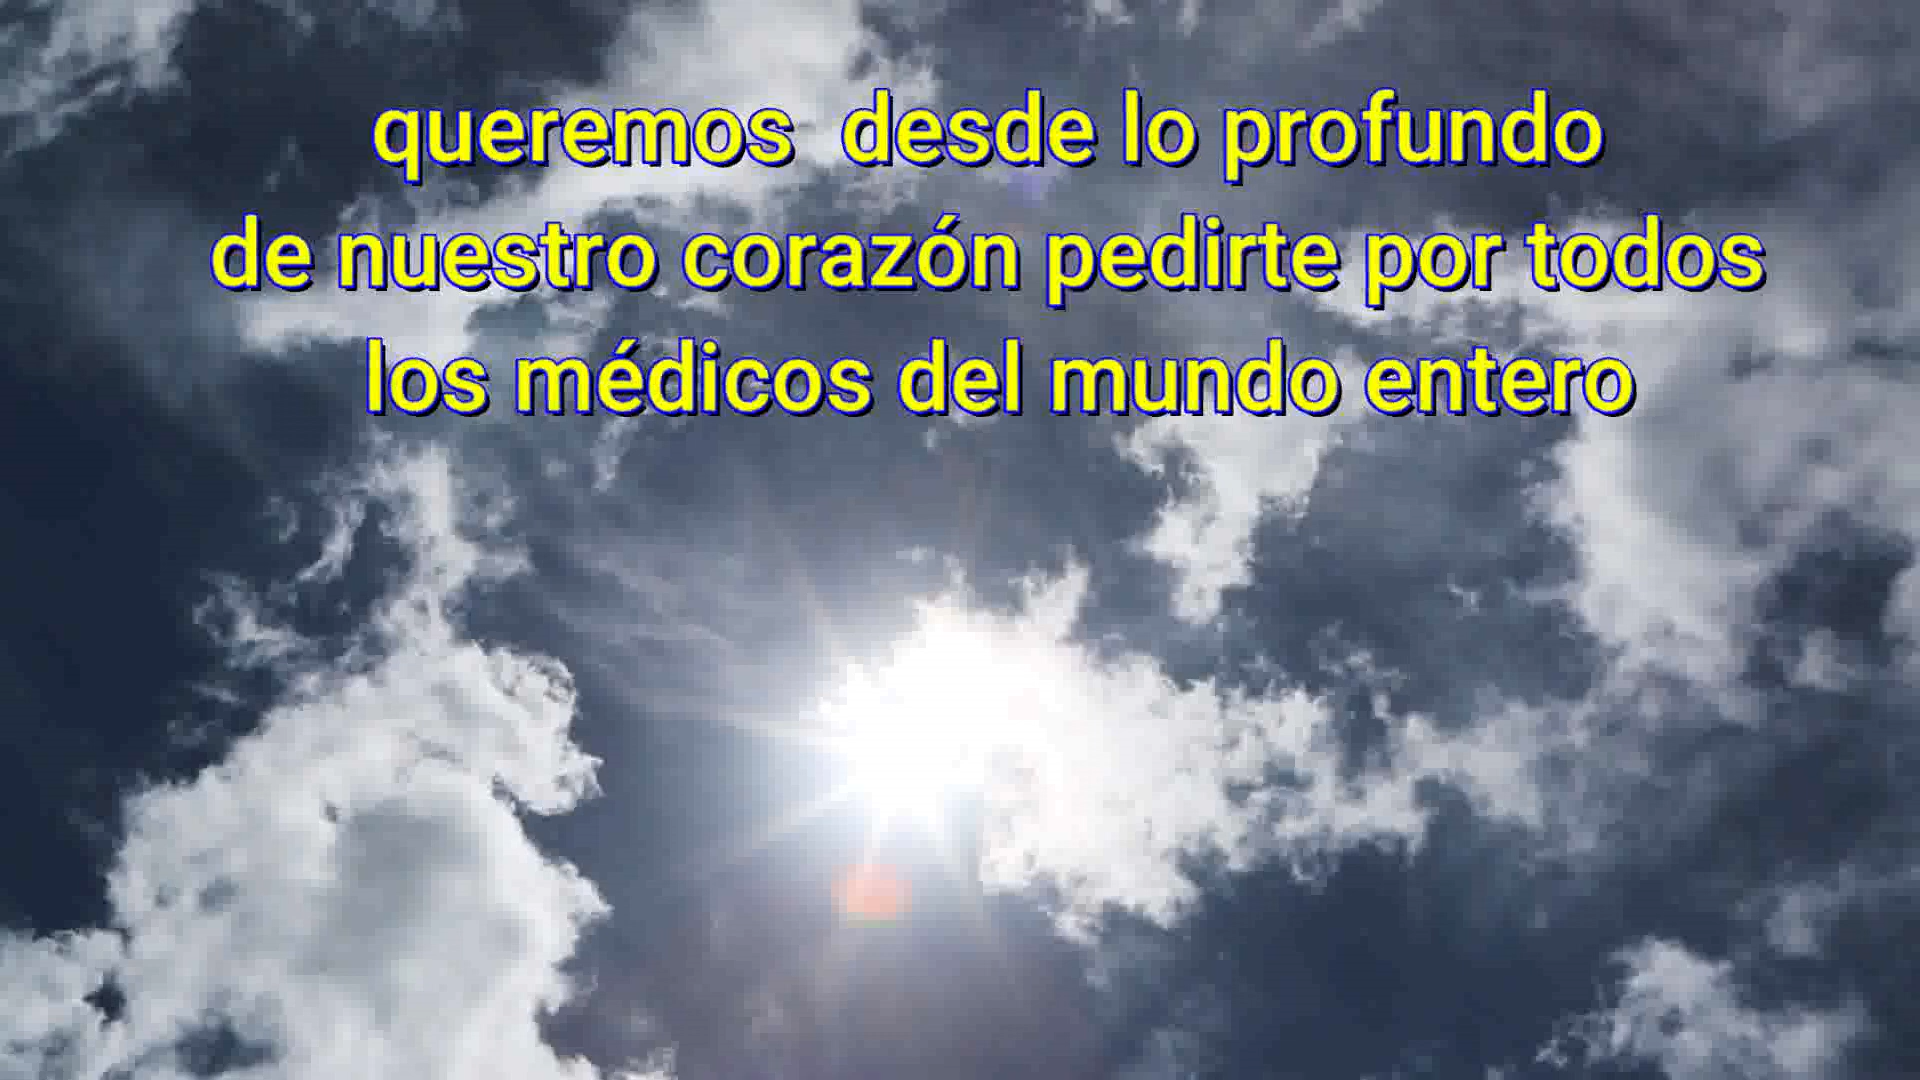 queremos  desde lo profundo
de nuestro corazón pedirte por todos
los médicos del mundo entero